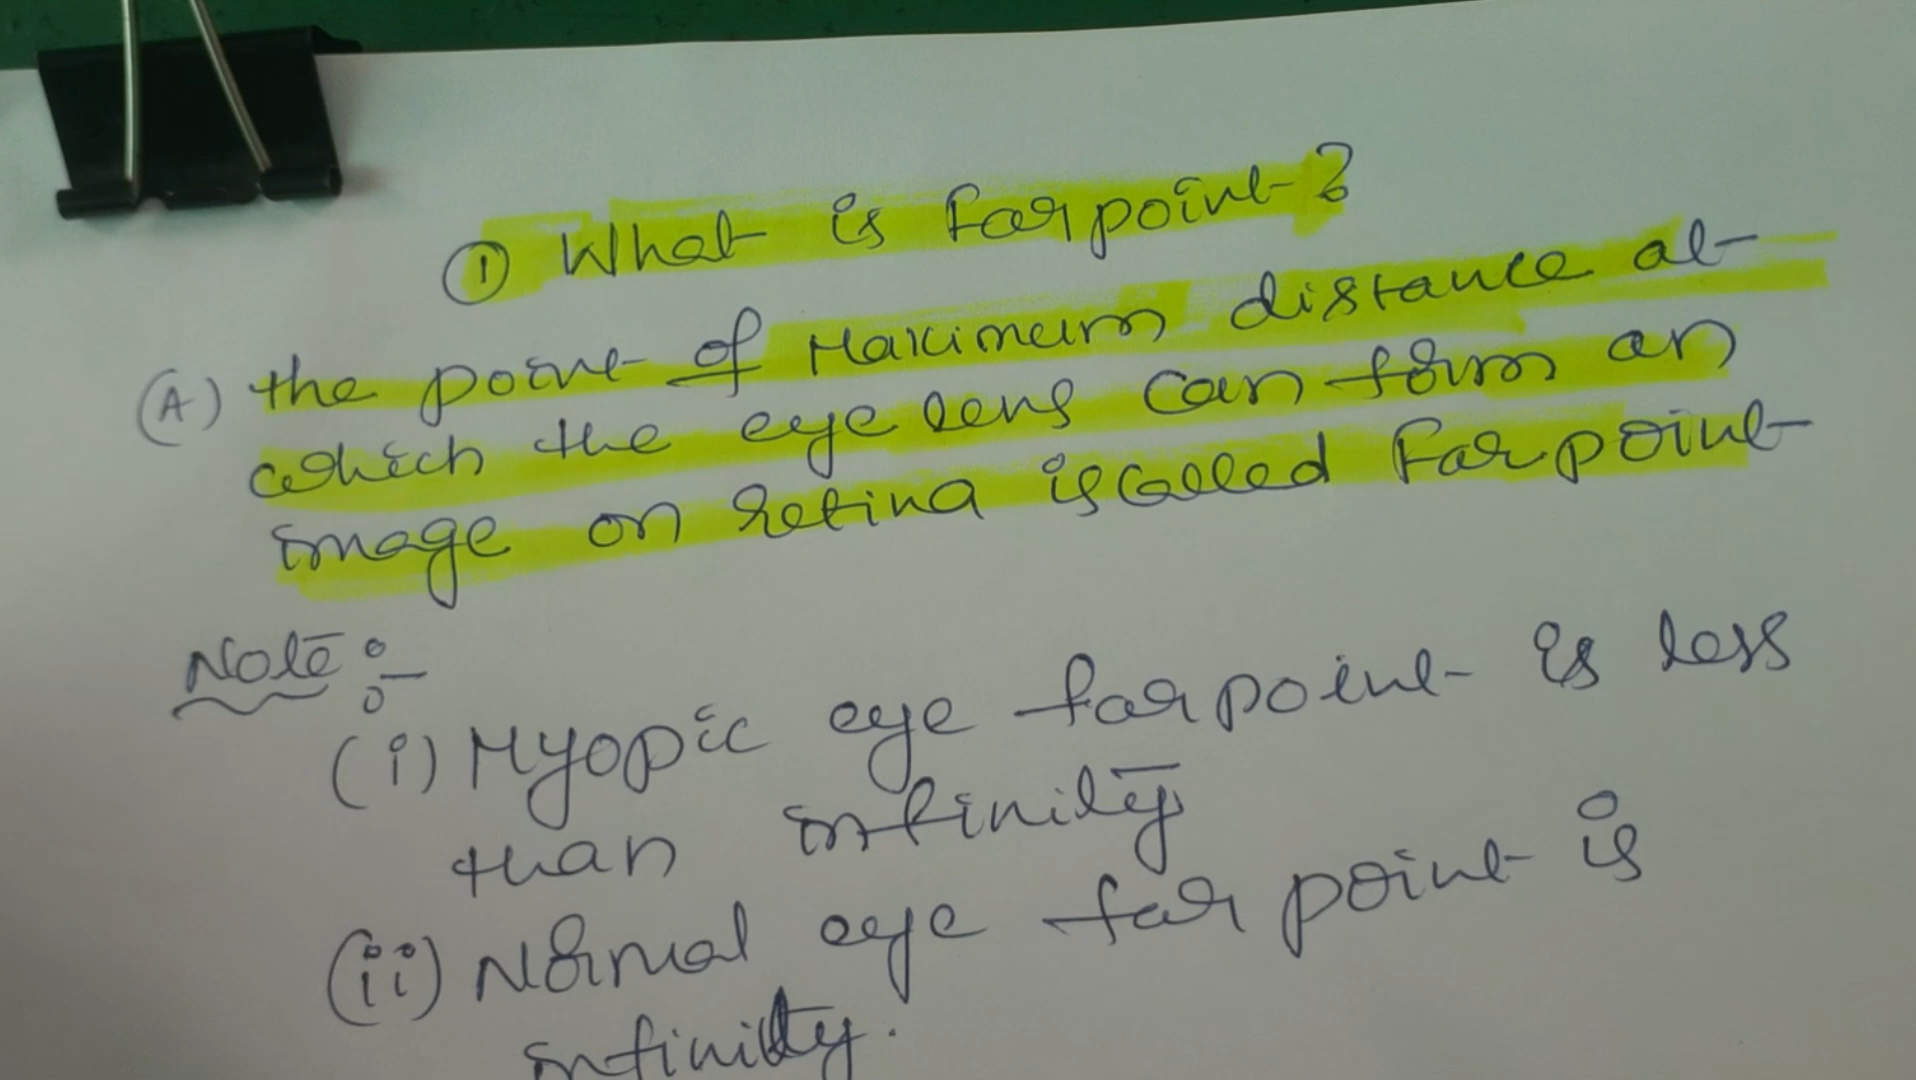 ① What is Far point?
(A) the point of Maximum distance at
which the eye lens can form an
image on retina is called Far point
Note :-
(i) Myopic eye far point is less
than infinity
(ii) Normal eye far point is
infinity.